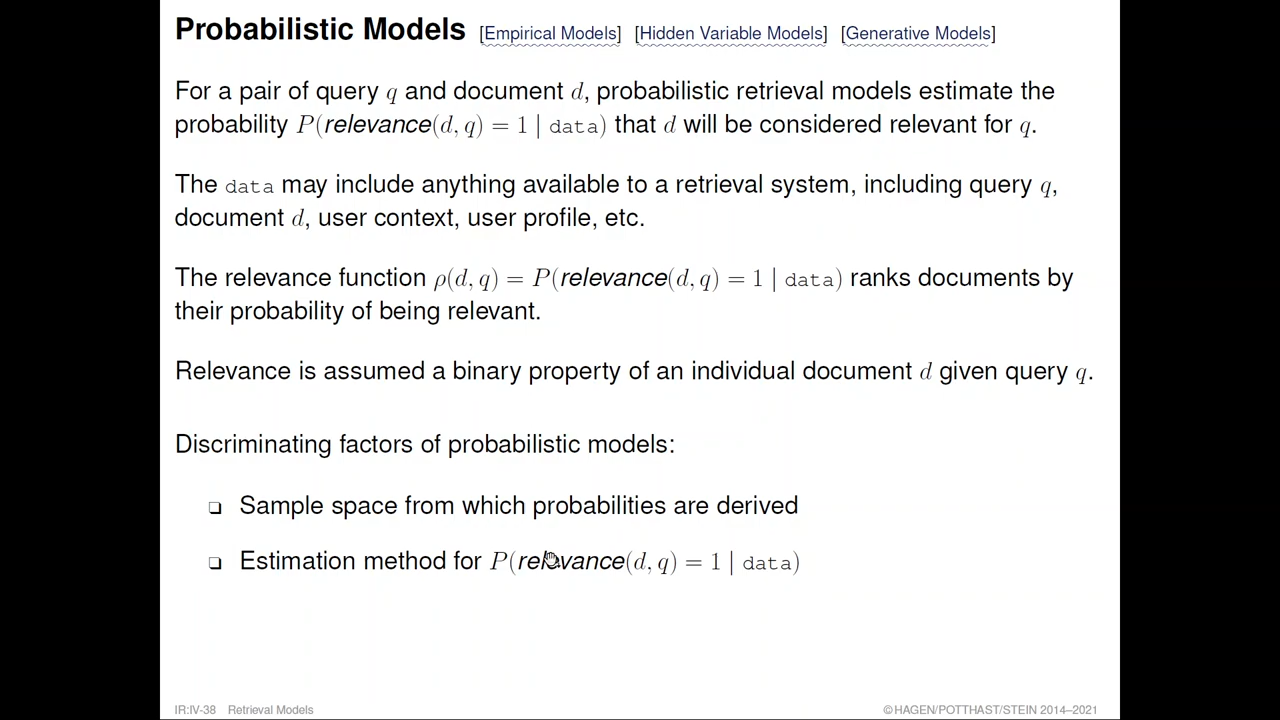 Probabilistic Models [Empirical Models] [Hidden Variable Models] [Generative Models]
For a pair of query q and document d, probabilistic retrieval models estimate the
probability P(relevance(d, q) = 1 | data) that d will be considered relevant for q.
The data may include anything available to a retrieval system, including query q,
document d, user context, user profile, etc.
The relevance function ρ(d, q) = P(relevance(d, q) = 1 | data) ranks documents by
their probability of being relevant.
Relevance is assumed a binary property of an individual document d given query q.
Discriminating factors of probabilistic models:
❑ Sample space from which probabilities are derived
❑ Estimation method for P(relevance(d, q) = 1 | data)
IR:IV-38 Retrieval Models ©HAGEN/POTTHAST/STEIN 2014–2021